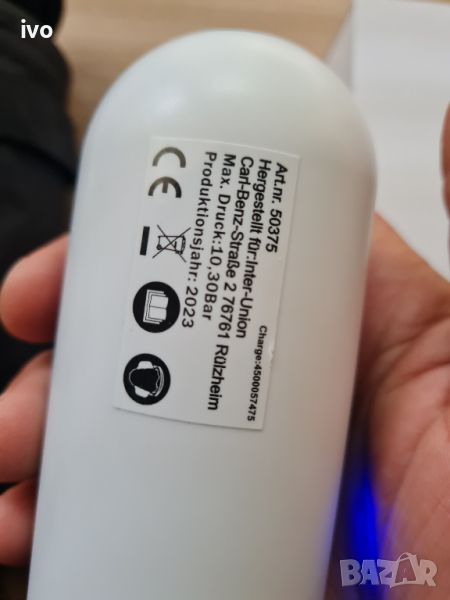 ivo
Art.nr. 50375
Hergestellt für:Inter-Union
Carl-Benz-Straße 2 76761 Rülzheim
Max. Druck:10,30Bar
Produktionsjahr: 2023
Charge:4500057475
CE
BAZAR